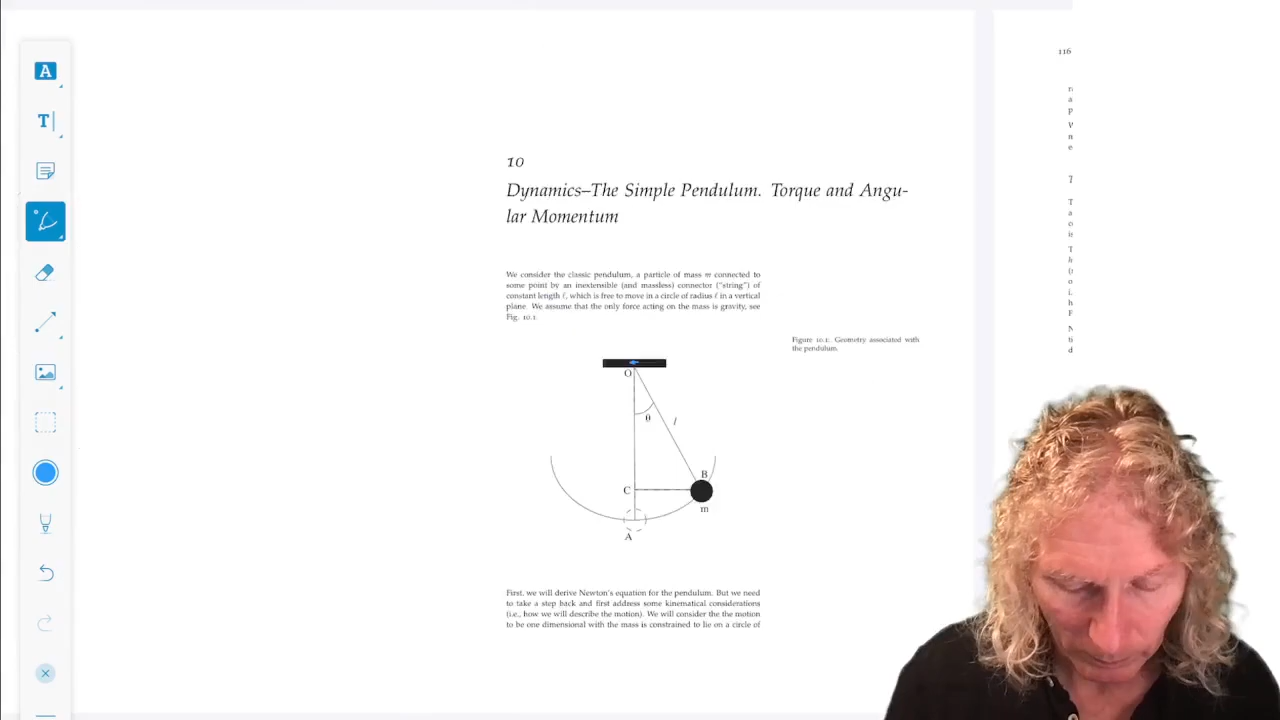 A
T
10
Dynamics–The Simple Pendulum. Torque and Angu-
lar Momentum
We consider the classic pendulum, a particle of mass m connected to
some point by an inextensible (and massless) connector ("string") of
constant length ℓ, which is free to move in a circle of radius ℓ in a vertical
plane. We assume that the only force acting on the mass is gravity, see
Fig. 10.1.
Figure 10.1: Geometry associated with
the pendulum.
O
θ
l
B
C
m
A
First, we will derive Newton's equation for the pendulum. But we need
to take a step back and first address some kinematical considerations
(i.e., how we will describe the motion). We will consider the the motion
to be one dimensional with the mass is constrained to lie on a circle of
116